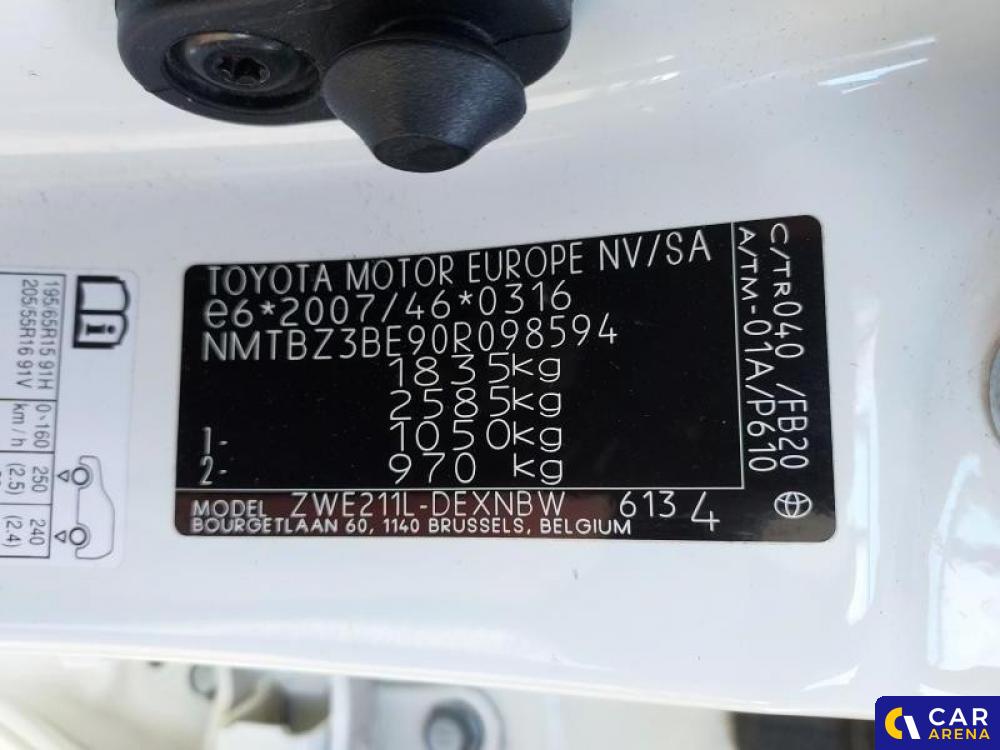 TOYOTA MOTOR EUROPE NV/SA
e6*2007/46*0316
NMTBZ3BE90R098594
1835kg
2585kg
1- 1050kg
2- 970 kg
MODEL ZWE211L-DEXNBW 613 4
BOURGETLAAN 60, 1140 BRUSSELS, BELGIUM
C/TR040 /FB20
A/TM-01A/P610
195/65R15 91H
205/55R16 91V
0~160
km/h
250
(2.5)
240
(2.4)
i
CAR
ARENA